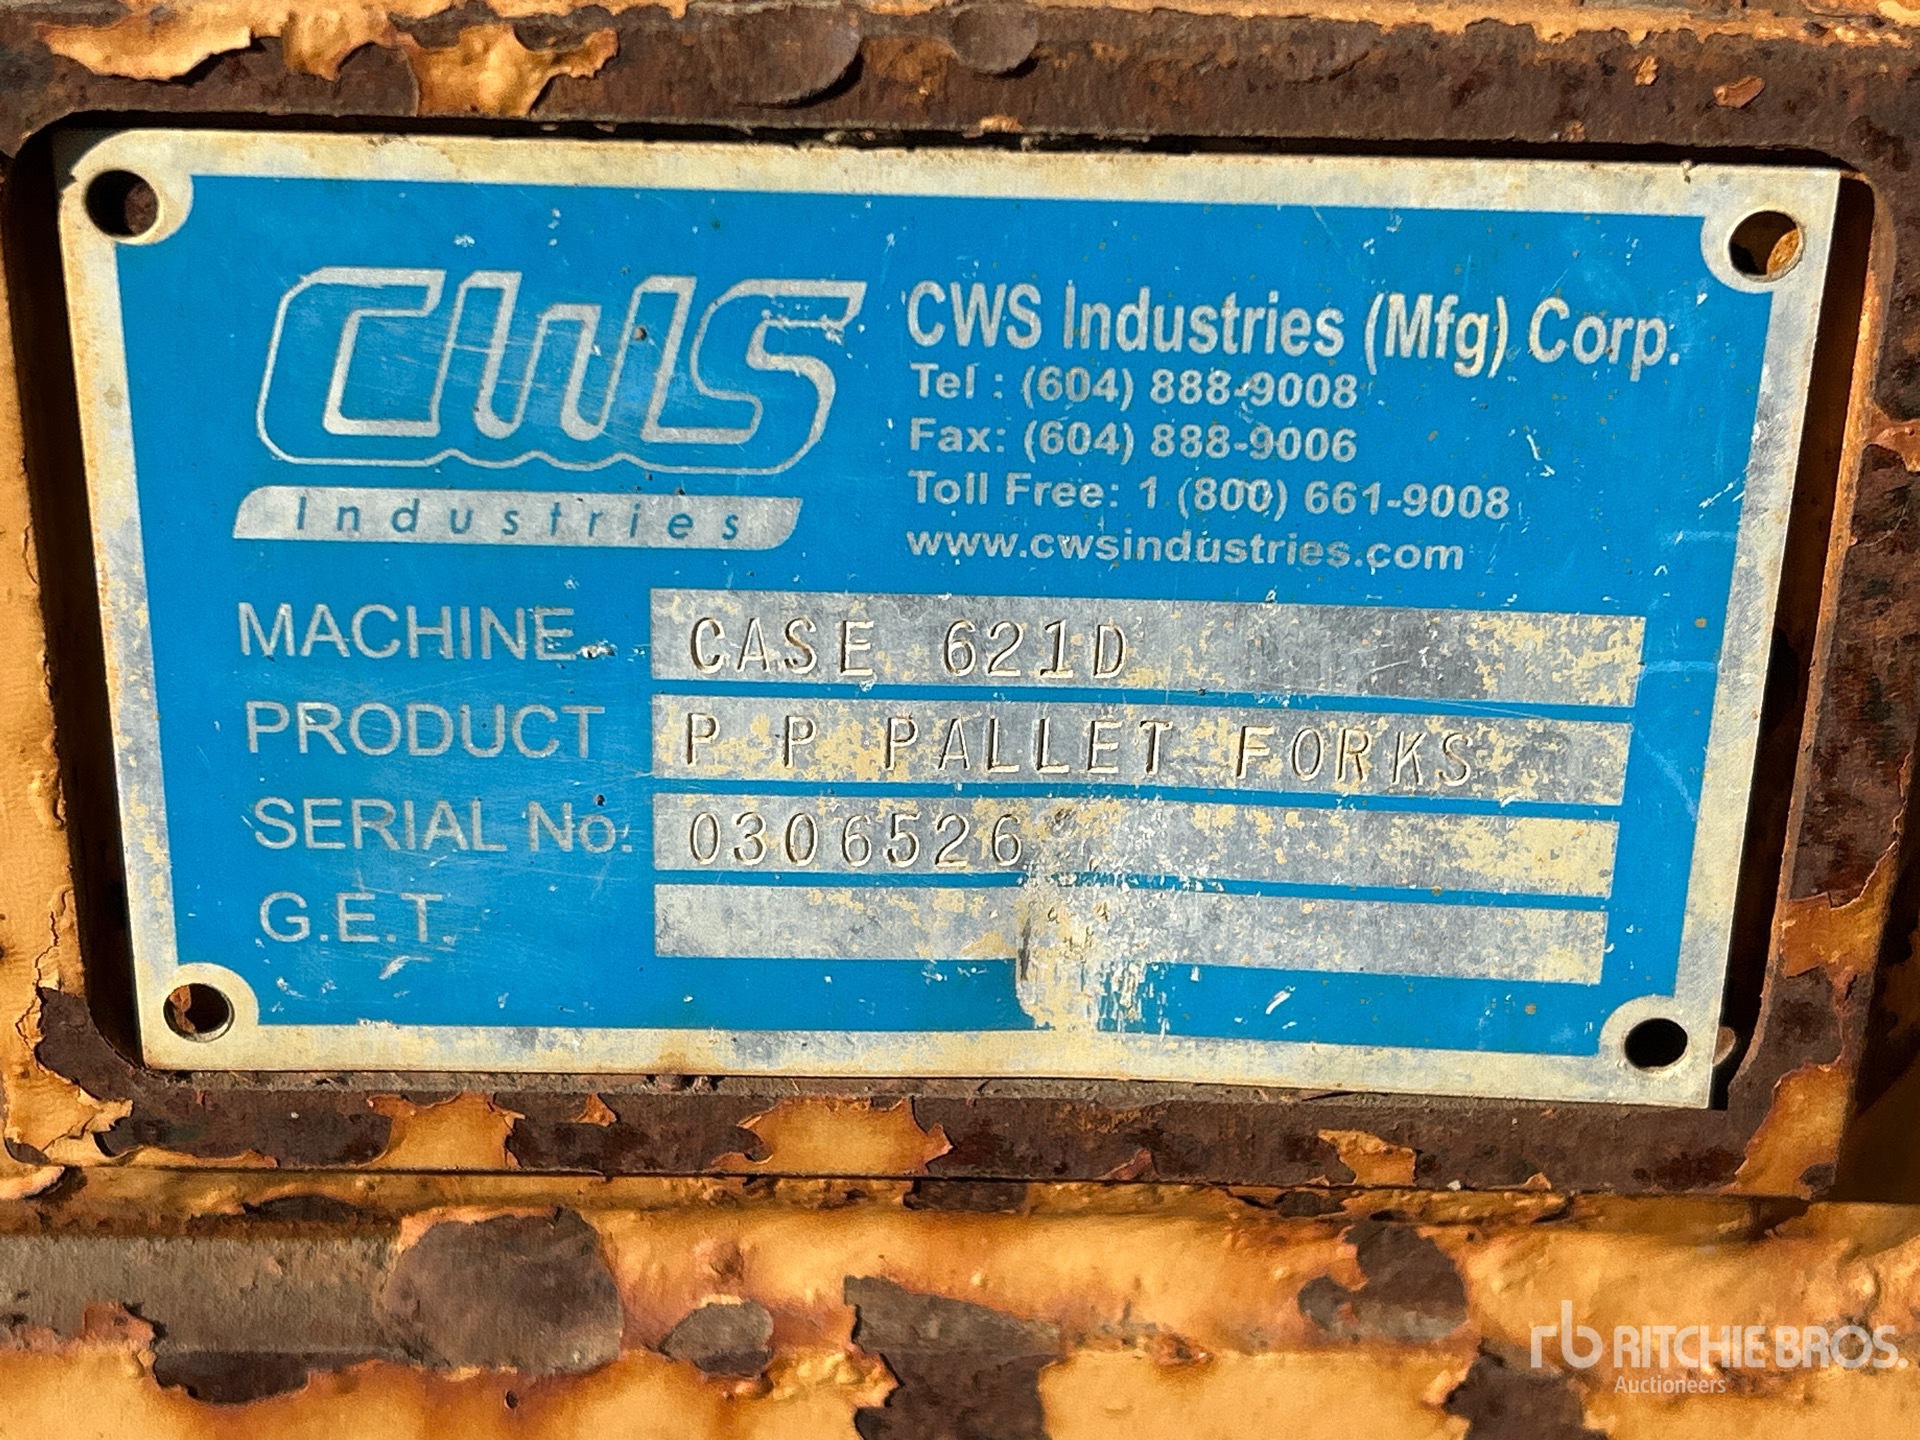 CWS
Industries
CWS Industries (Mfg) Corp.
Tel : (604) 888-9008
Fax: (604) 888-9006
Toll Free: 1 (800) 661-9008
www.cwsindustries.com
MACHINE CASE 621D
PRODUCT P P PALLET FORKS
SERIAL No. 0306526
G.E.T.
rb RITCHIE BROS.
Auctioneers